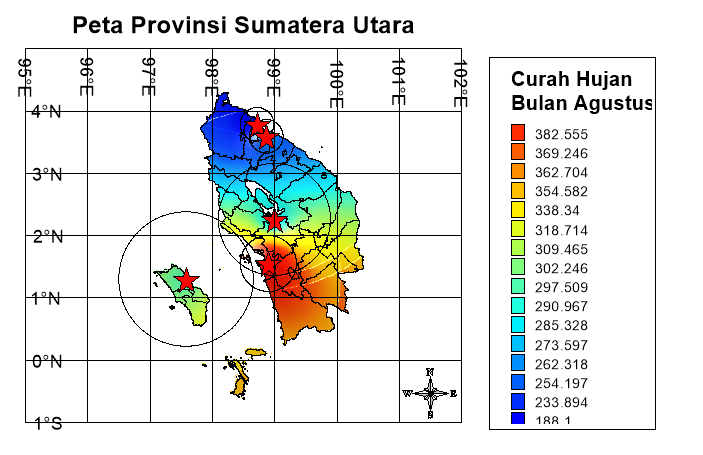 Peta Provinsi Sumatera Utara
95°E
96°E
97°E
98°E
99°E
100°E
101°E
102°E
4°N
3°N
2°N
1°N
0°N
1°S
N
W
E
S
Curah Hujan
Bulan Agustus
382.555
369.246
362.704
354.582
338.34
318.714
309.465
302.246
297.509
290.967
285.328
273.597
262.318
254.197
233.894
188.1